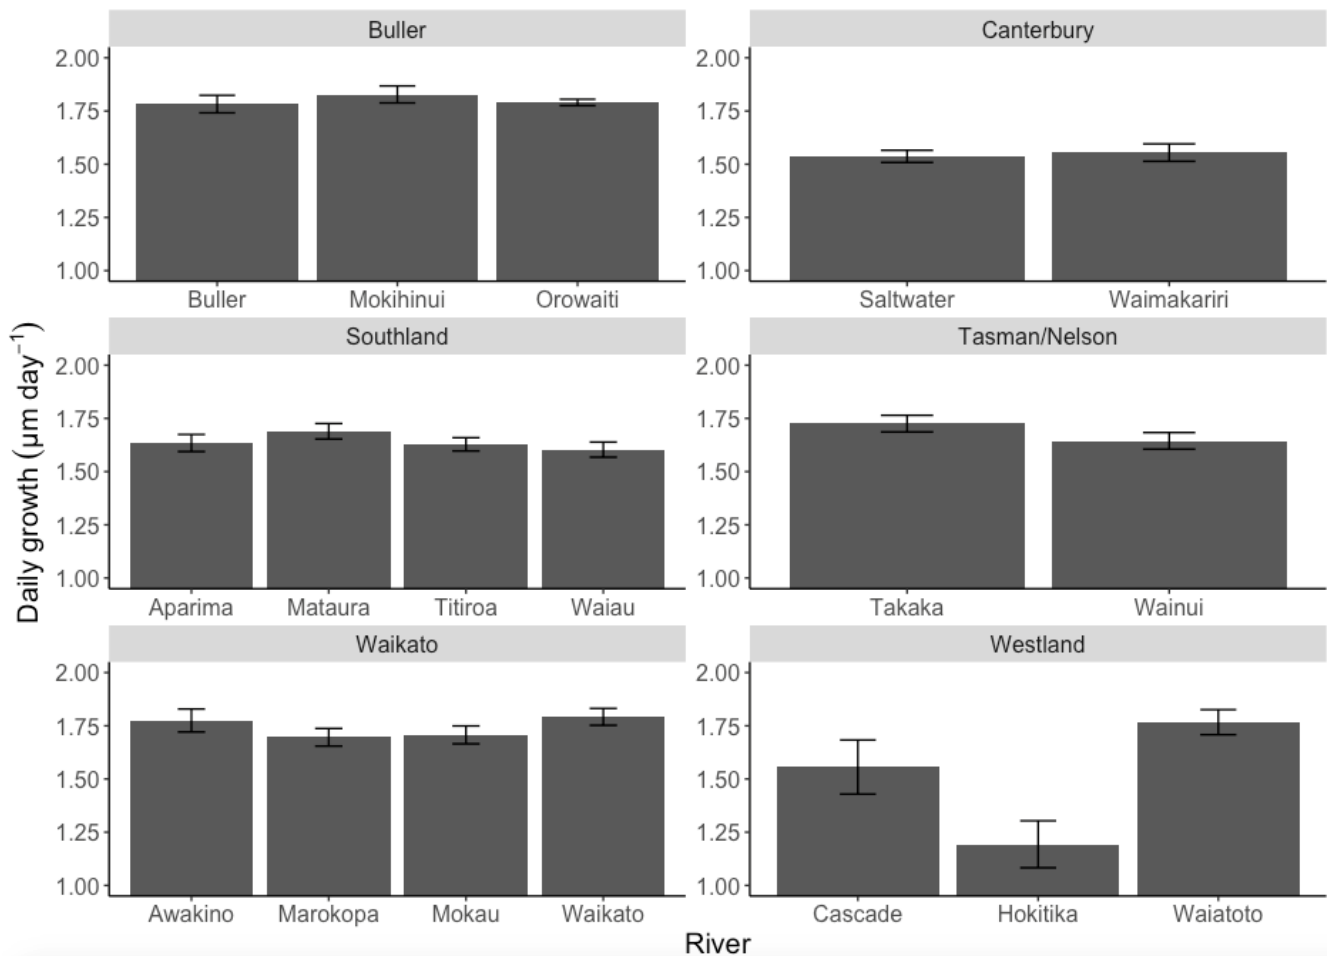 Buller
Canterbury
2.00
1.75
1.50
1.25
1.00
2.00
1.75
1.50
1.25
1.00
Buller Mokihinui Orowaiti
Saltwater Waimakariri
Southland
Tasman/Nelson
2.00
1.75
1.50
1.25
1.00
2.00
1.75
1.50
1.25
1.00
Aparima Mataura Titiroa Waiau
Takaka Wainui
Waikato
Westland
2.00
1.75
1.50
1.25
1.00
2.00
1.75
1.50
1.25
1.00
Awakino Marokopa Mokau Waikato
Cascade Hokitika Waiatoto
Daily growth (µm day⁻¹)
River